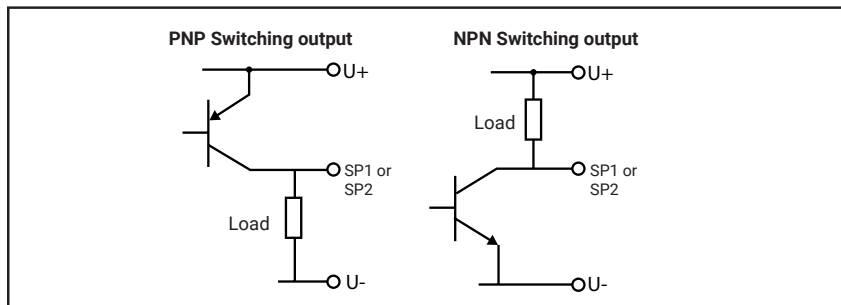 PNP Switching output
U+
SP1 or
SP2
Load
U-
NPN Switching output
U+
Load
SP1 or
SP2
U-